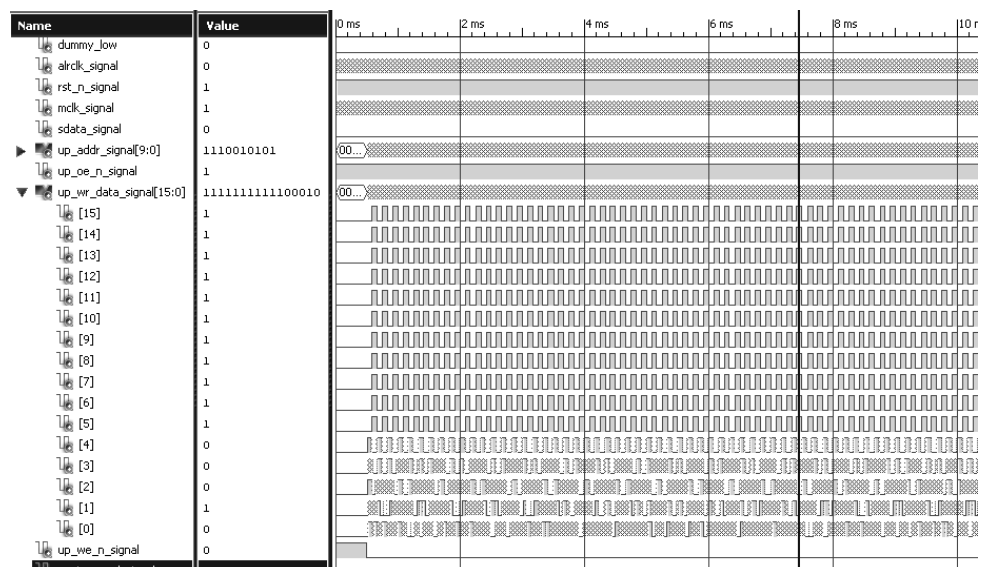 Name Value 0 ms 2 ms 4 ms 6 ms 8 ms
dummy_low 0
alrclk_signal 0
rst_n_signal 1
mclk_signal 1
sdata_signal 0
up_addr_signal[9:0] 1110010101 00...
up_oe_n_signal 1
up_wr_data_signal[15:0] 1111111111100010 00...
[15] 1
[14] 1
[13] 1
[12] 1
[11] 1
[10] 1
[9] 1
[8] 1
[7] 1
[6] 1
[5] 1
[4] 0
[3] 0
[2] 0
[1] 1
[0] 0
up_we_n_signal 0